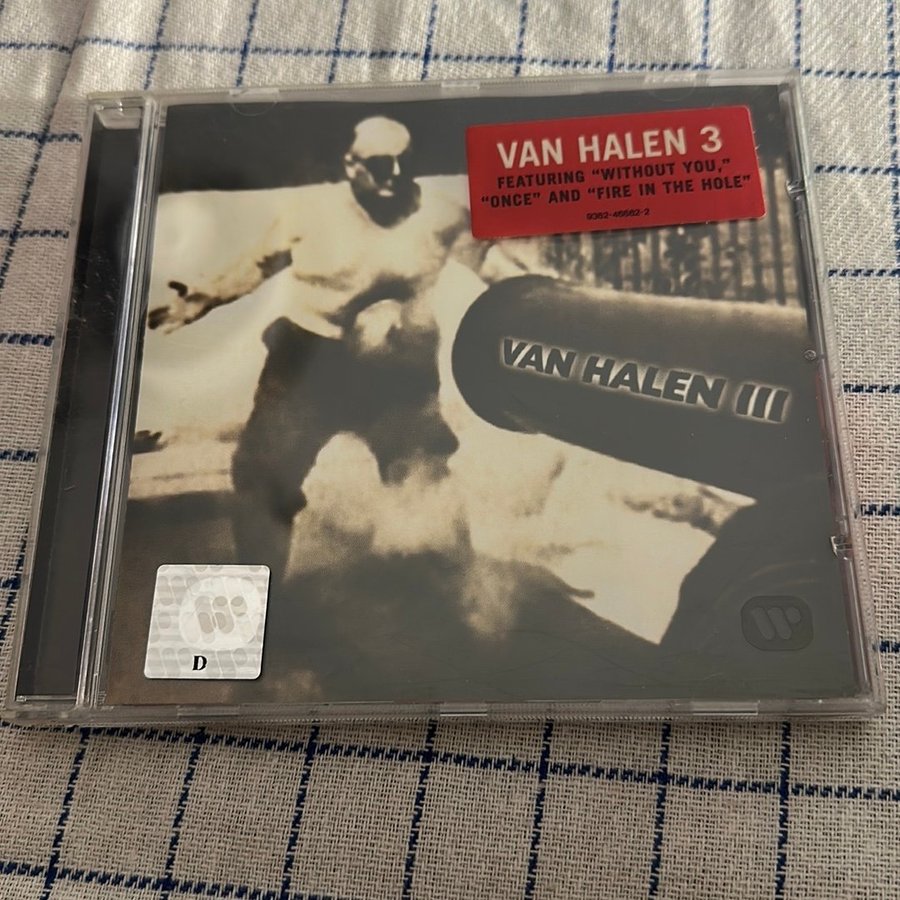 VAN HALEN 3
FEATURING "WITHOUT YOU,"
"ONCE" AND "FIRE IN THE HOLE"
9362-46662-2
VAN HALEN III
D